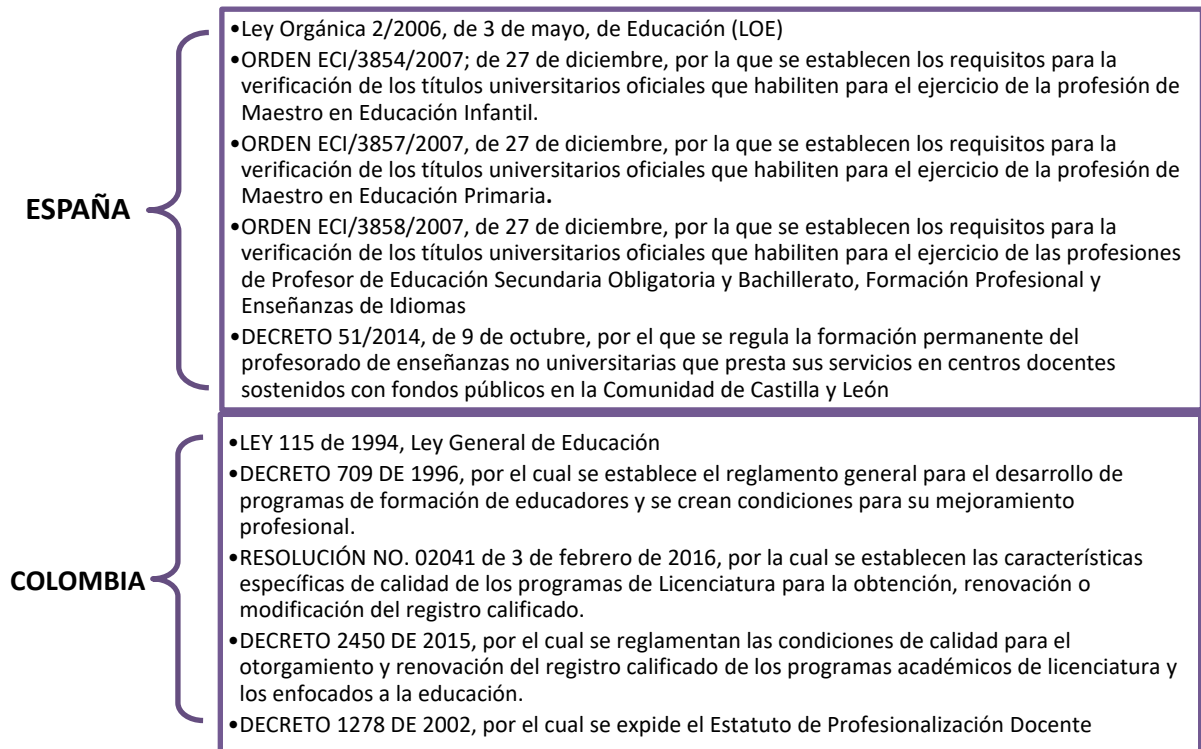 ESPAÑA
•Ley Orgánica 2/2006, de 3 de mayo, de Educación (LOE)
•ORDEN ECI/3854/2007; de 27 de diciembre, por la que se establecen los requisitos para la
verificación de los títulos universitarios oficiales que habiliten para el ejercicio de la profesión de
Maestro en Educación Infantil.
•ORDEN ECI/3857/2007, de 27 de diciembre, por la que se establecen los requisitos para la
verificación de los títulos universitarios oficiales que habiliten para el ejercicio de la profesión de
Maestro en Educación Primaria.
•ORDEN ECI/3858/2007, de 27 de diciembre, por la que se establecen los requisitos para la
verificación de los títulos universitarios oficiales que habiliten para el ejercicio de las profesiones
de Profesor de Educación Secundaria Obligatoria y Bachillerato, Formación Profesional y
Enseñanzas de Idiomas
•DECRETO 51/2014, de 9 de octubre, por el que se regula la formación permanente del
profesorado de enseñanzas no universitarias que presta sus servicios en centros docentes
sostenidos con fondos públicos en la Comunidad de Castilla y León
COLOMBIA
•LEY 115 de 1994, Ley General de Educación
•DECRETO 709 DE 1996, por el cual se establece el reglamento general para el desarrollo de
programas de formación de educadores y se crean condiciones para su mejoramiento
profesional.
•RESOLUCIÓN NO. 02041 de 3 de febrero de 2016, por la cual se establecen las características
específicas de calidad de los programas de Licenciatura para la obtención, renovación o
modificación del registro calificado.
•DECRETO 2450 DE 2015, por el cual se reglamentan las condiciones de calidad para el
otorgamiento y renovación del registro calificado de los programas académicos de licenciatura y
los enfocados a la educación.
•DECRETO 1278 DE 2002, por el cual se expide el Estatuto de Profesionalización Docente